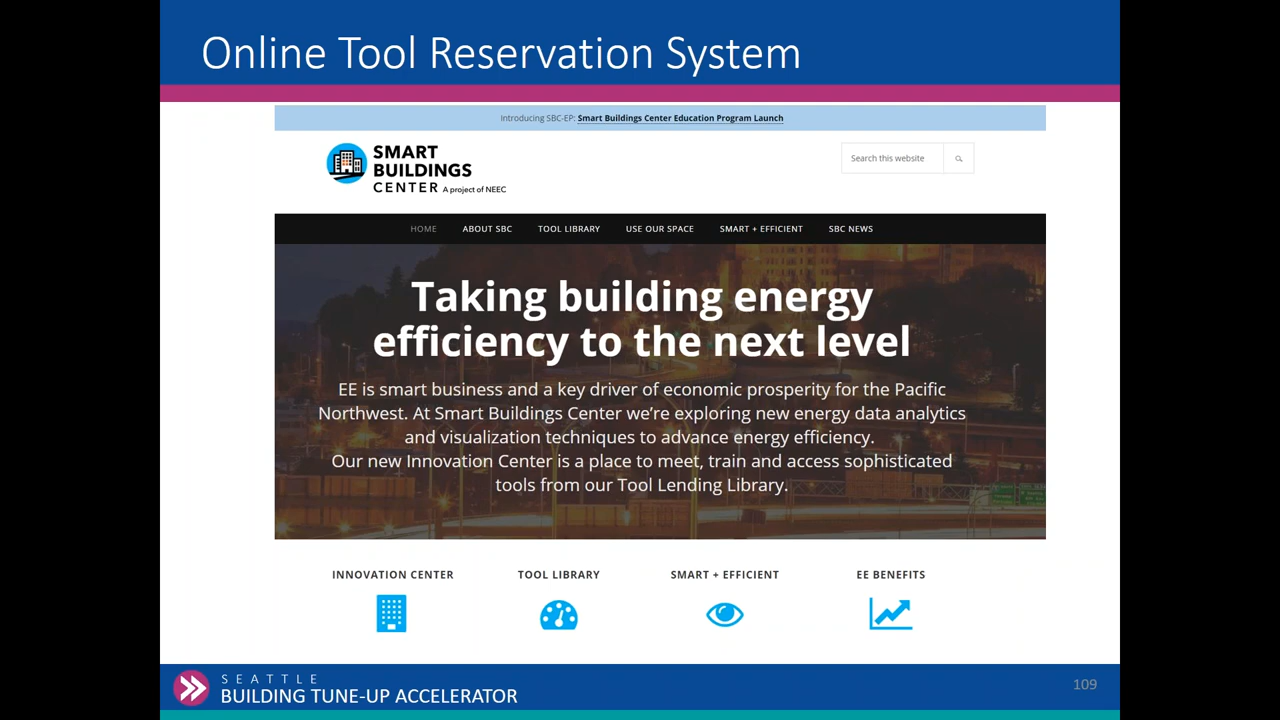 Online Tool Reservation System
Introducing SBC-EP: Smart Buildings Center Education Program Launch
SMART
BUILDINGS
CENTER A project of NEEC
Search this website
HOME ABOUT SBC TOOL LIBRARY USE OUR SPACE SMART + EFFICIENT SBC NEWS
Taking building energy
efficiency to the next level
EE is smart business and a key driver of economic prosperity for the Pacific
Northwest. At Smart Buildings Center we’re exploring new energy data analytics
and visualization techniques to advance energy efficiency.
Our new Innovation Center is a place to meet, train and access sophisticated
tools from our Tool Lending Library.
INNOVATION CENTER TOOL LIBRARY SMART + EFFICIENT EE BENEFITS
SEATTLE
BUILDING TUNE-UP ACCELERATOR
109